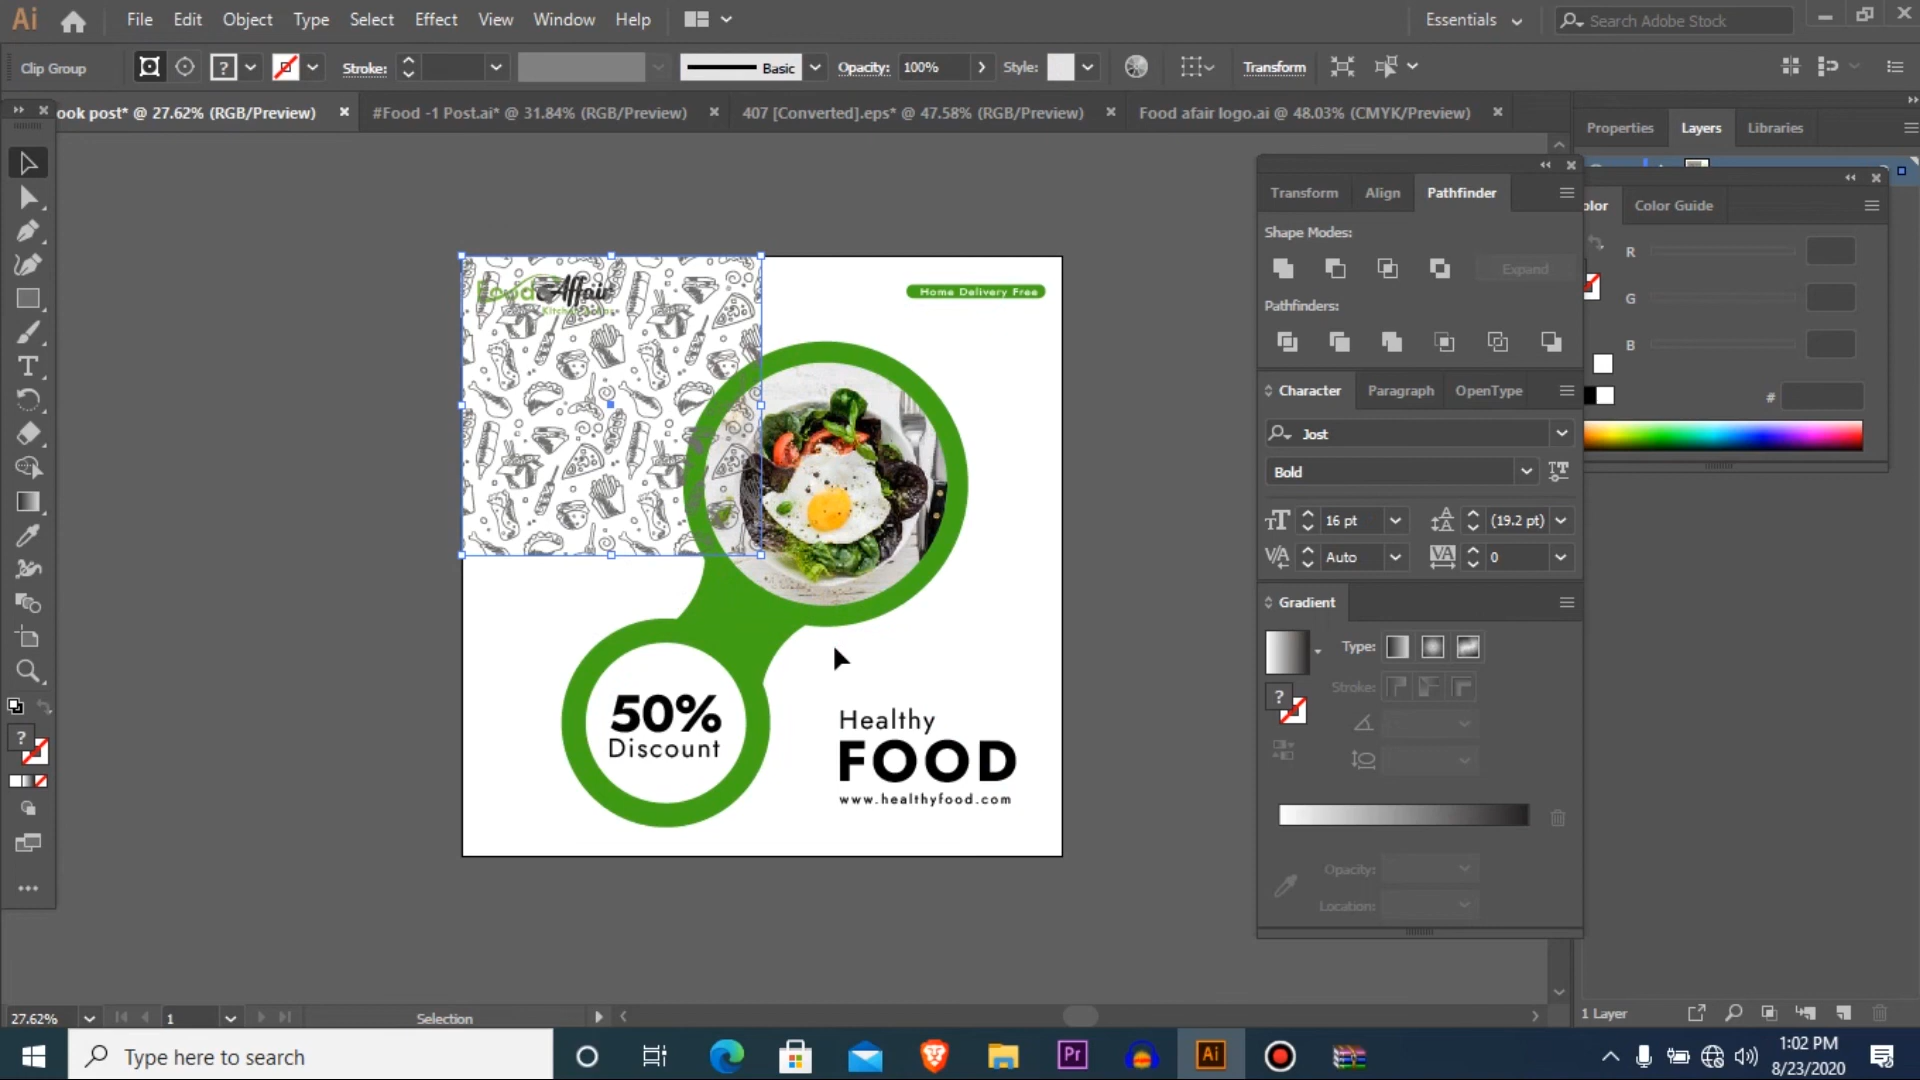 Ai File Edit Object Type Select Effect View Window Help Essentials Search Adobe Stock
Clip Group ? Stroke: Basic Opacity: 100% Style: Transform
ook post* @ 27.62% (RGB/Preview) #Food -1 Post.ai* @ 31.84% (RGB/Preview) 407 [Converted].eps* @ 47.58% (RGB/Preview) Food afair logo.ai @ 48.03% (CMYK/Preview)
Properties Layers Libraries
Transform Align Pathfinder
olor Color Guide
Shape Modes:
Expand
Pathfinders:
R
G
B
#
Character Paragraph OpenType
Jost
Bold
16 pt (19.2 pt)
Auto 0
Gradient
Type:
Stroke:
?
Opacity:
Location:
Affair
Home Delivery Free
50%
Discount
Healthy
FOOD
www.healthyfood.com
?
27.62% 1 Selection
1 Layer
Type here to search
Pr Ai
1:02 PM
8/23/2020